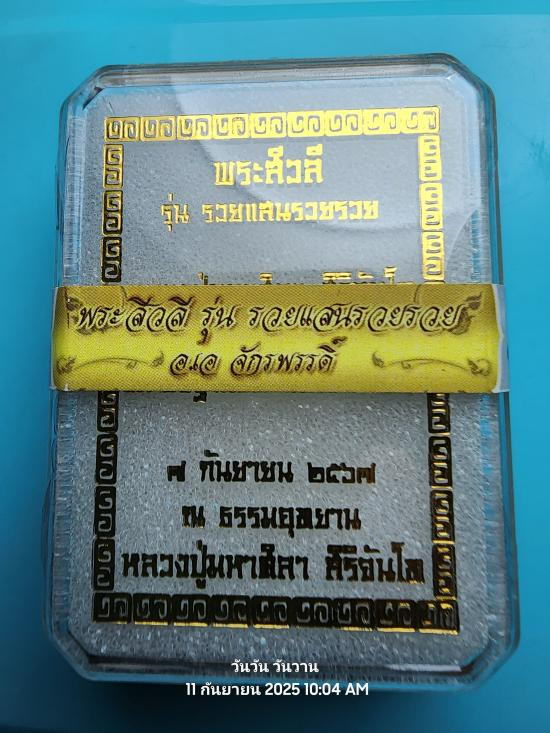 พระสีวลี
รุ่น รวยแสนรวยรวย
พระสีวลี รุ่น รวยแสนรวยรวย
อ.เอ จักรพรรดิ์
๗ กันยายน ๒๕๖๗
ณ ธรรมอุทยาน
หลวงปู่มหาศิลา สิริจันโท
วันวัน วันวาน
11 กันยายน 2025 10:04 AM